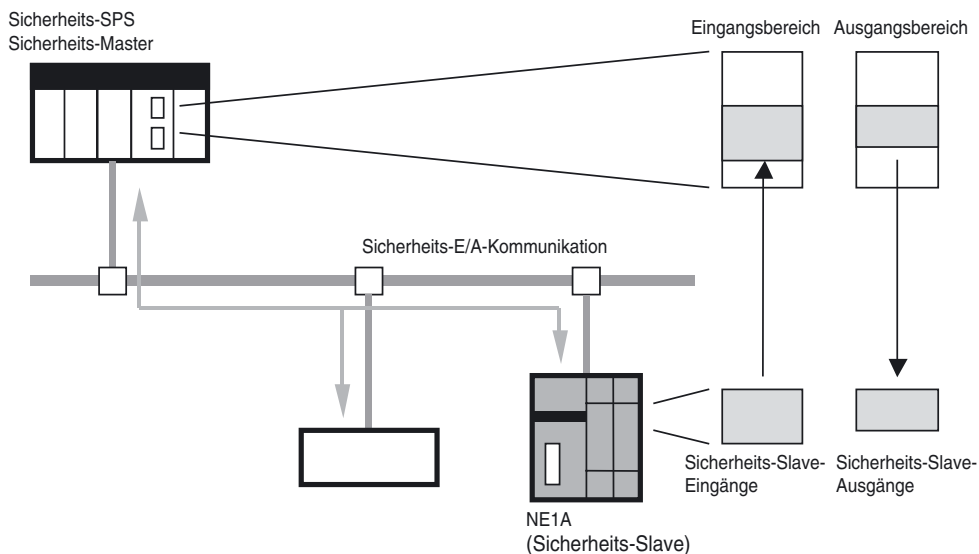 Sicherheits-SPS
Sicherheits-Master
Eingangsbereich
Ausgangsbereich
Sicherheits-E/A-Kommunikation
Sicherheits-Slave-
Eingänge
Sicherheits-Slave-
Ausgänge
NE1A
(Sicherheits-Slave)